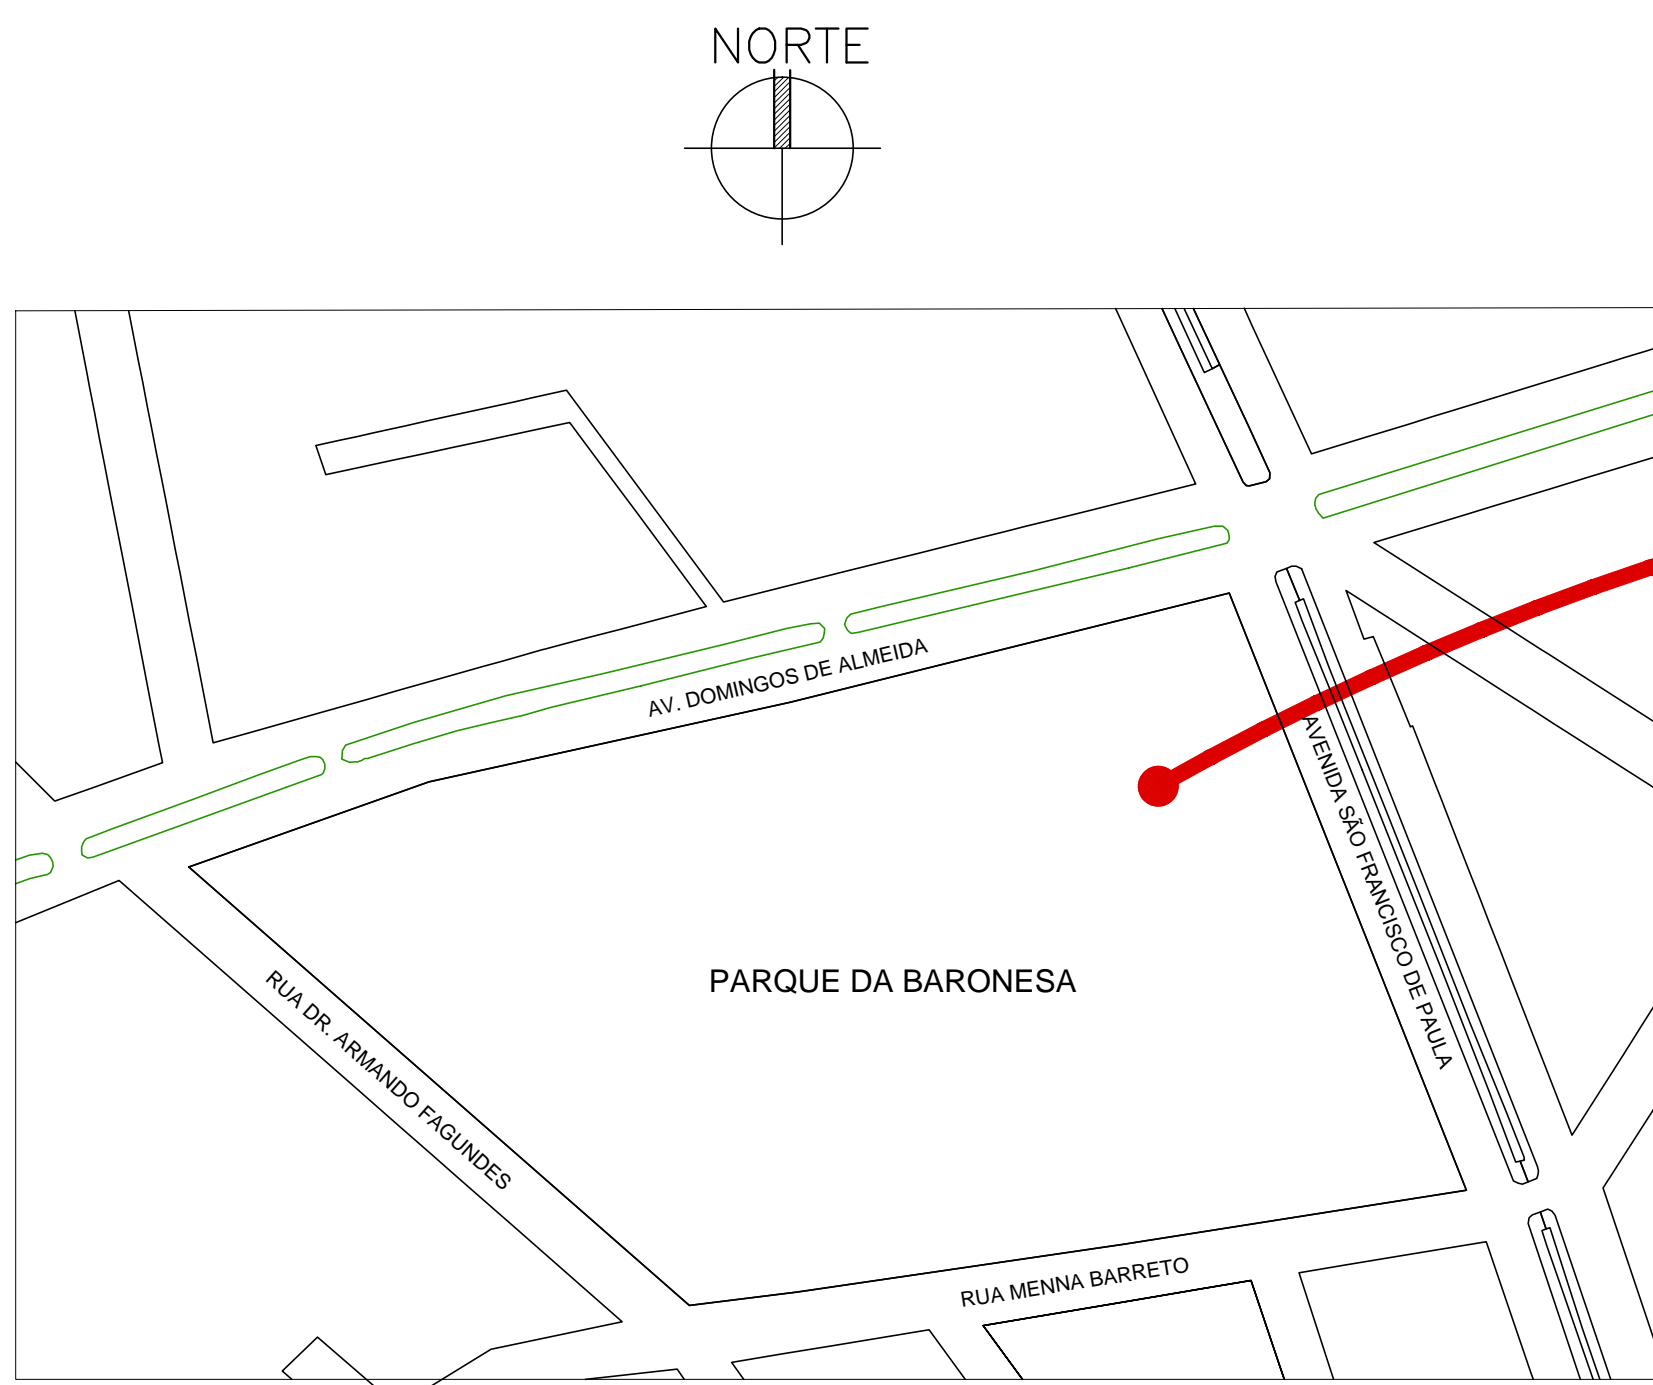 NORTE
AV. DOMINGOS DE ALMEIDA
AVENIDA SÃO FRANCISCO DE PAULA
PARQUE DA BARONESA
RUA DR. ARMANDO FAGUNDES
RUA MENNA BARRETO